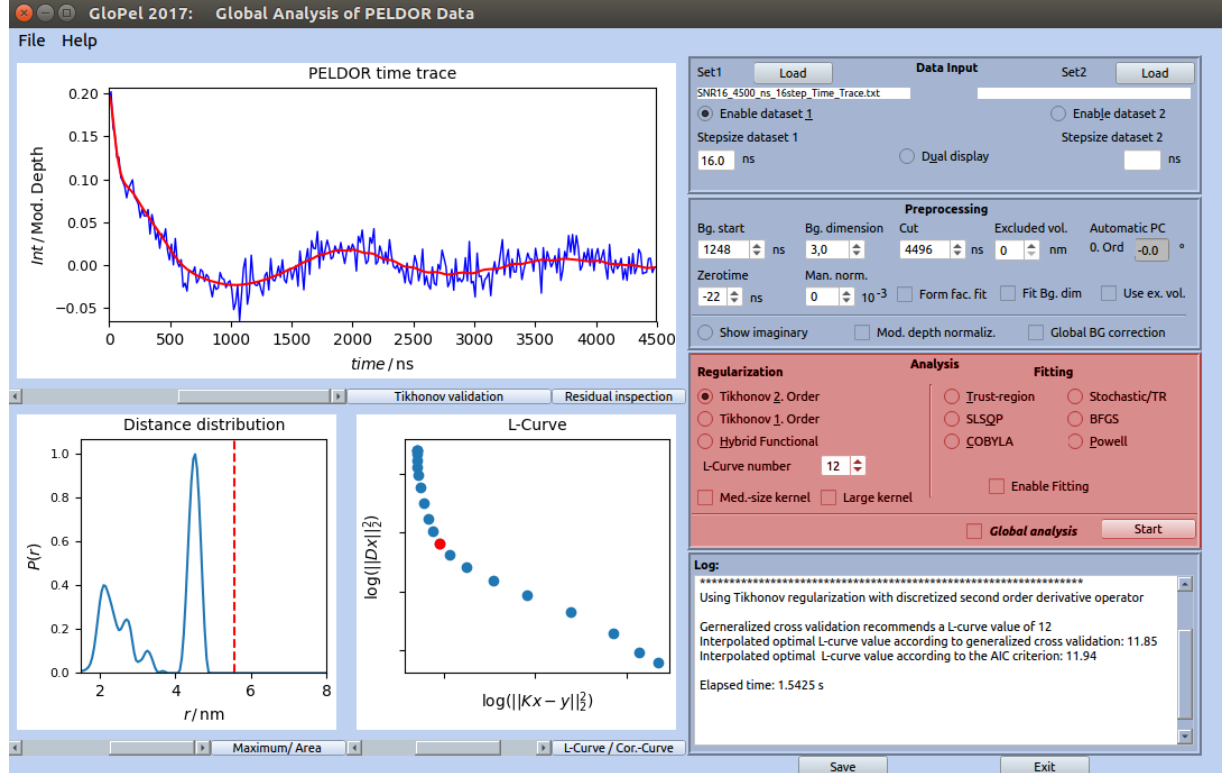 GloPel 2017: Global Analysis of PELDOR Data
File Help
PELDOR time trace
0.20
0.15
0.10
0.05
0.00
−0.05
Int / Mod. Depth
0 500 1000 1500 2000 2500 3000 3500 4000 4500
time / ns
Tikhonov validation Residual inspection
Distance distribution
1.0
0.8
0.6
0.4
0.2
0.0
P(r)
2 4 6 8
r / nm
Maximum/ Area
L-Curve
log(||Dx||²₂)
log(||Kx − y||²₂)
L-Curve / Cor.-Curve
Data Input
Set1 Load Set2 Load
SNR16_4500_ns_16step_Time_Trace.txt
Enable dataset 1 Enable dataset 2
Stepsize dataset 1 Stepsize dataset 2
16.0 ns Dual display ns
Preprocessing
Bg. start Bg. dimension Cut Excluded vol. Automatic PC
1248 ns 3,0 4496 ns 0 nm 0. Ord -0.0 °
Zerotime Man. norm.
-22 ns 0 10⁻³ Form fac. fit Fit Bg. dim Use ex. vol.
Show imaginary Mod. depth normaliz. Global BG correction
Analysis
Regularization Fitting
Tikhonov 2. Order Trust-region Stochastic/TR
Tikhonov 1. Order SLSQP BFGS
Hybrid Functional COBYLA Powell
L-Curve number 12
Enable Fitting
Med.-size kernel Large kernel
Global analysis Start
Log:
*****************************************************************
Using Tikhonov regularization with discretized second order derivative operator
Gerneralized cross validation recommends a L-curve value of 12
Interpolated optimal L-curve value according to generalized cross validation: 11.85
Interpolated optimal L-curve value according to the AIC criterion: 11.94
Elapsed time: 1.5425 s
Save Exit